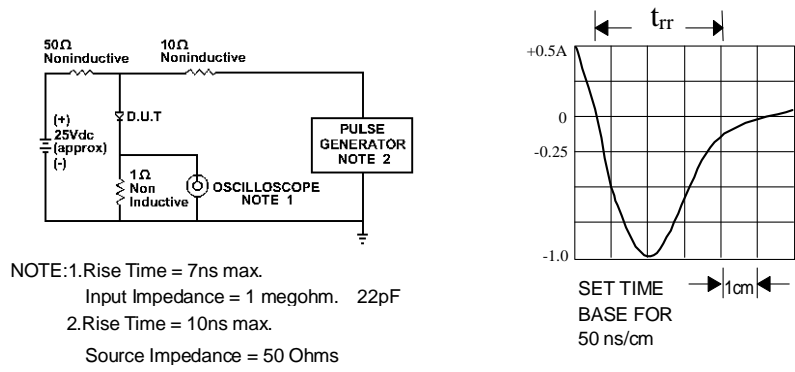 50Ω
Noninductive
10Ω
Noninductive
(+)
25Vdc
(approx)
(-)
D.U.T
PULSE
GENERATOR
NOTE 2
1Ω
Non
Inductive
OSCILLOSCOPE
NOTE 1
NOTE:1.Rise Time = 7ns max.
Input Impedance = 1 megohm. 22pF
2.Rise Time = 10ns max.
Source Impedance = 50 Ohms
trr
+0.5A
0
-0.25
-1.0
SET TIME
BASE FOR
50 ns/cm
1cm